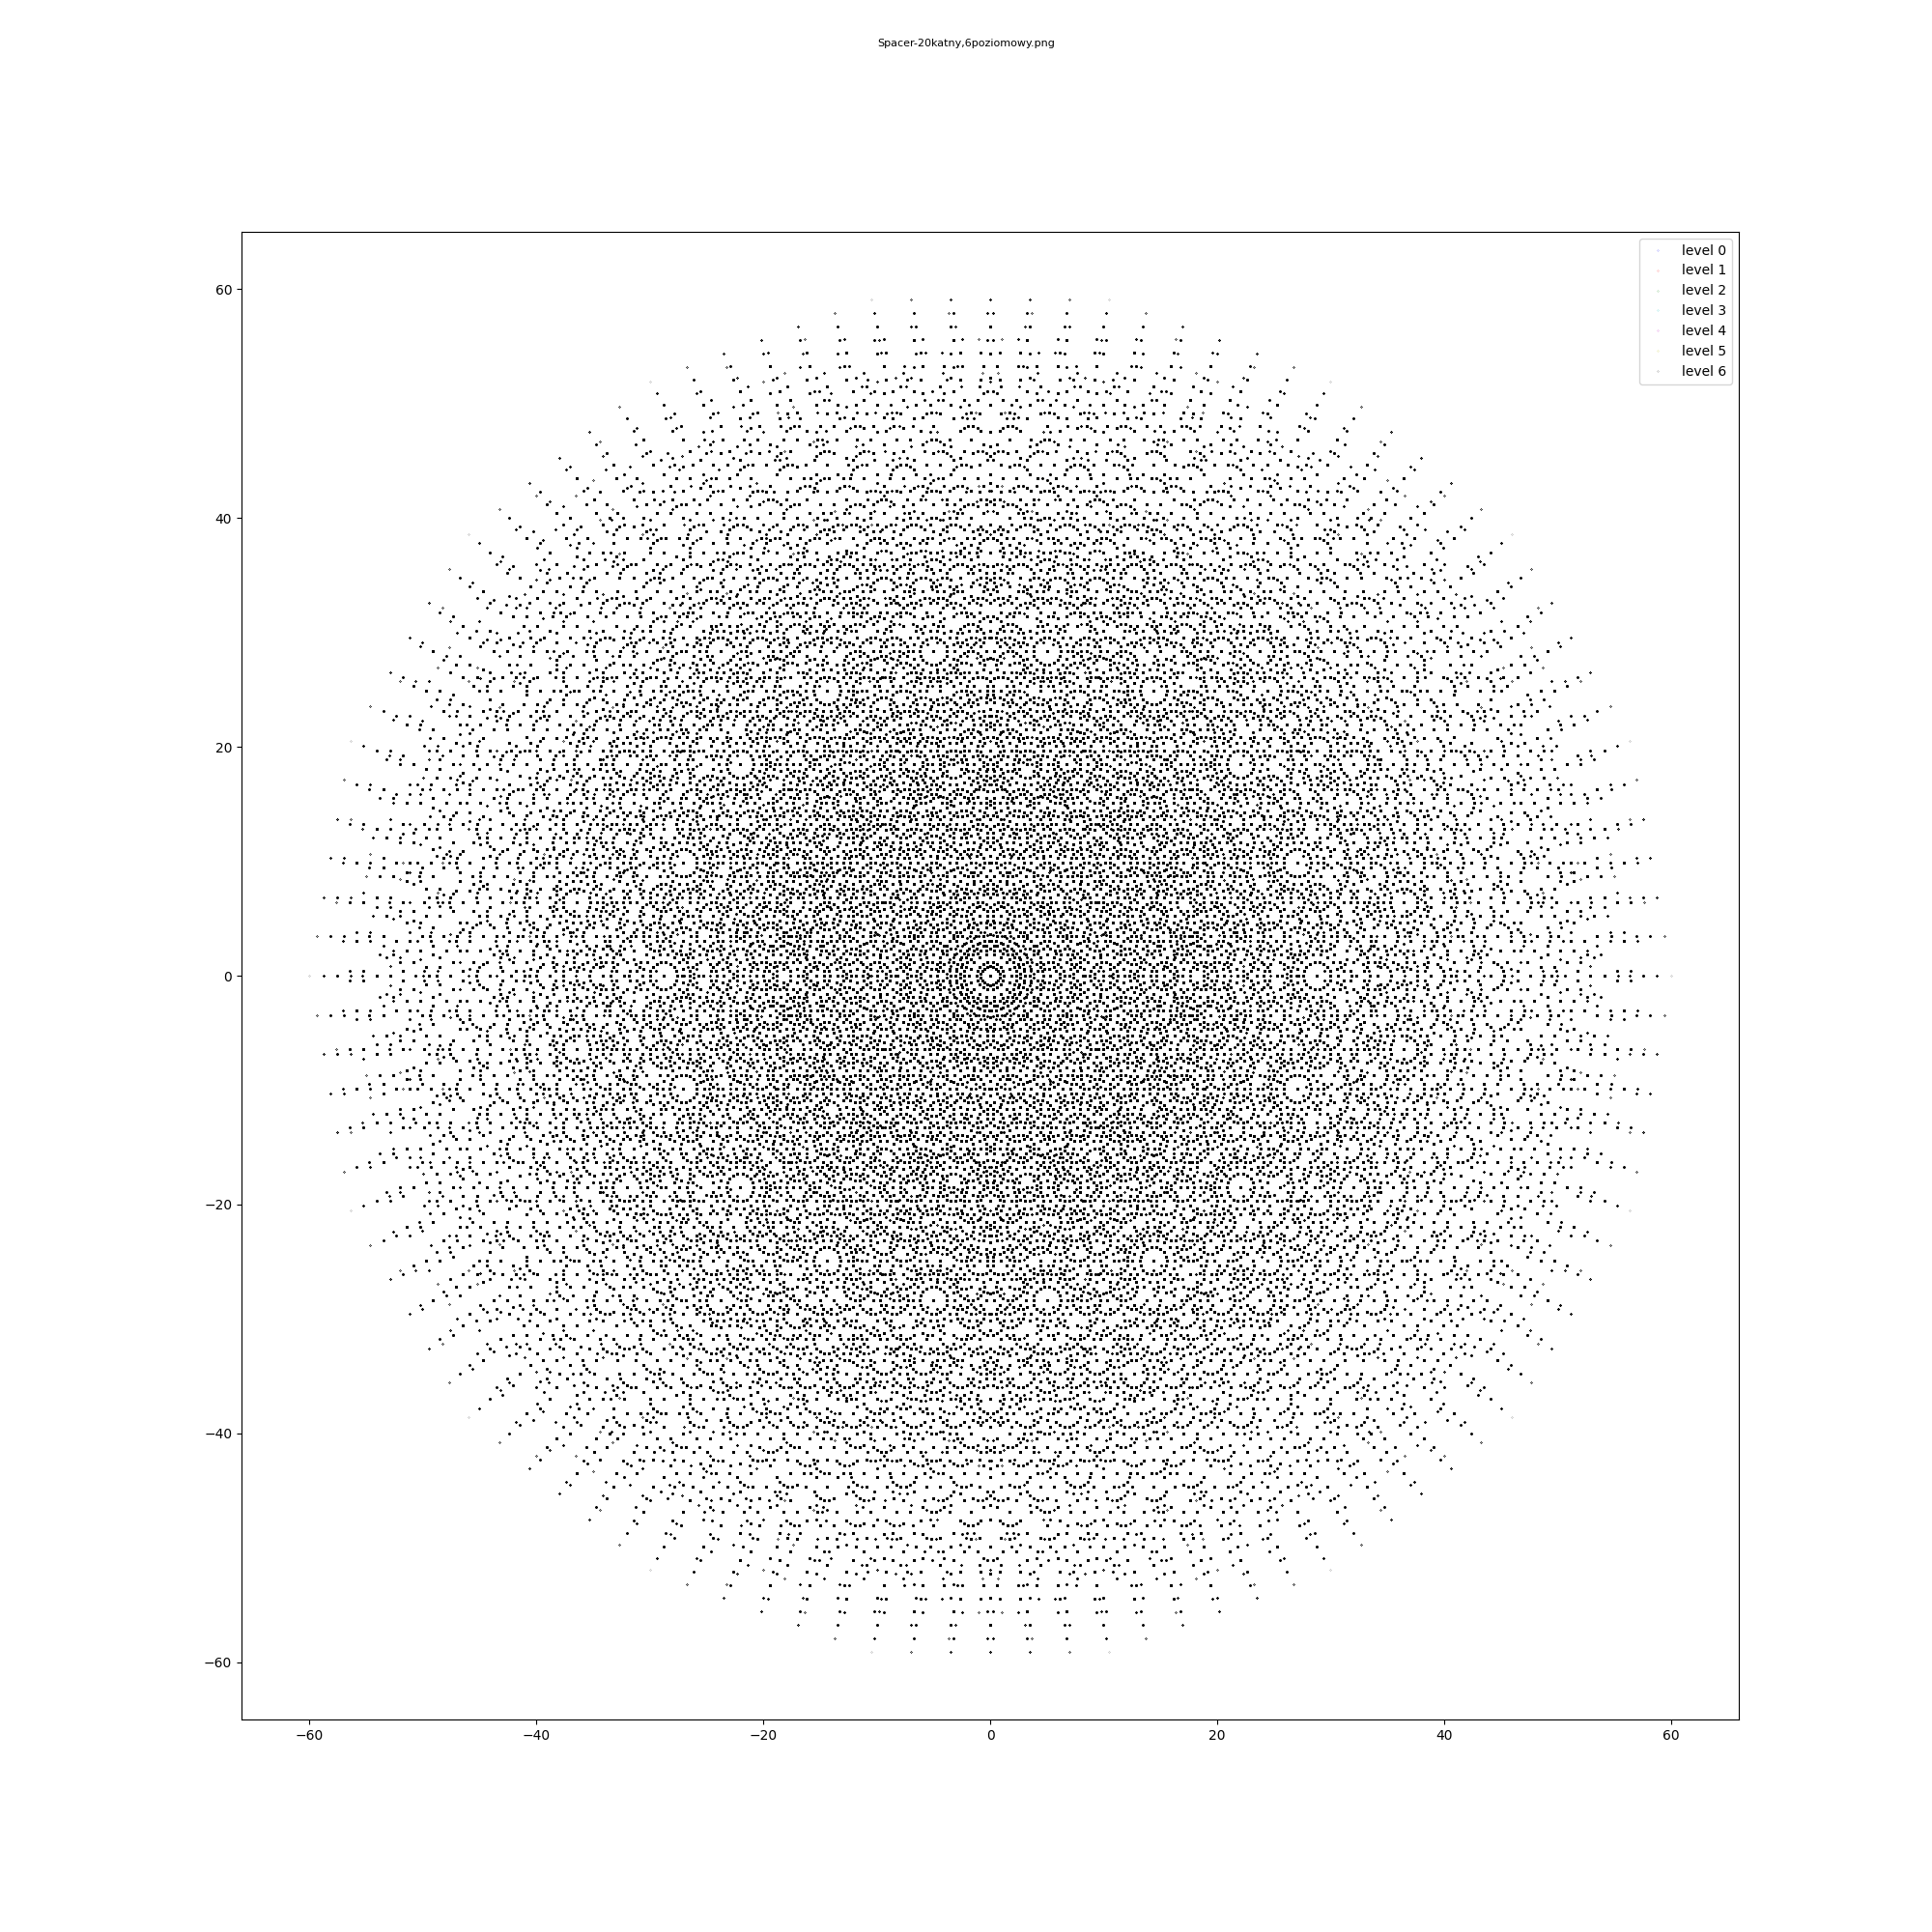 Spacer-20katny,6poziomowy.png
level 0
level 1
level 2
level 3
level 4
level 5
level 6
60
40
20
0
−20
−40
−60
−60 −40 −20 0 20 40 60